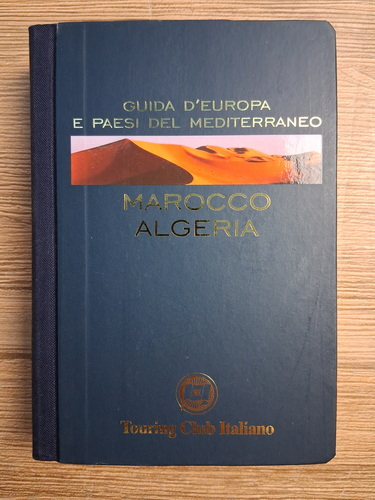 GUIDA D'EUROPA
E PAESI DEL MEDITERRANEO
MAROCCO
ALGERIA
Touring Club Italiano